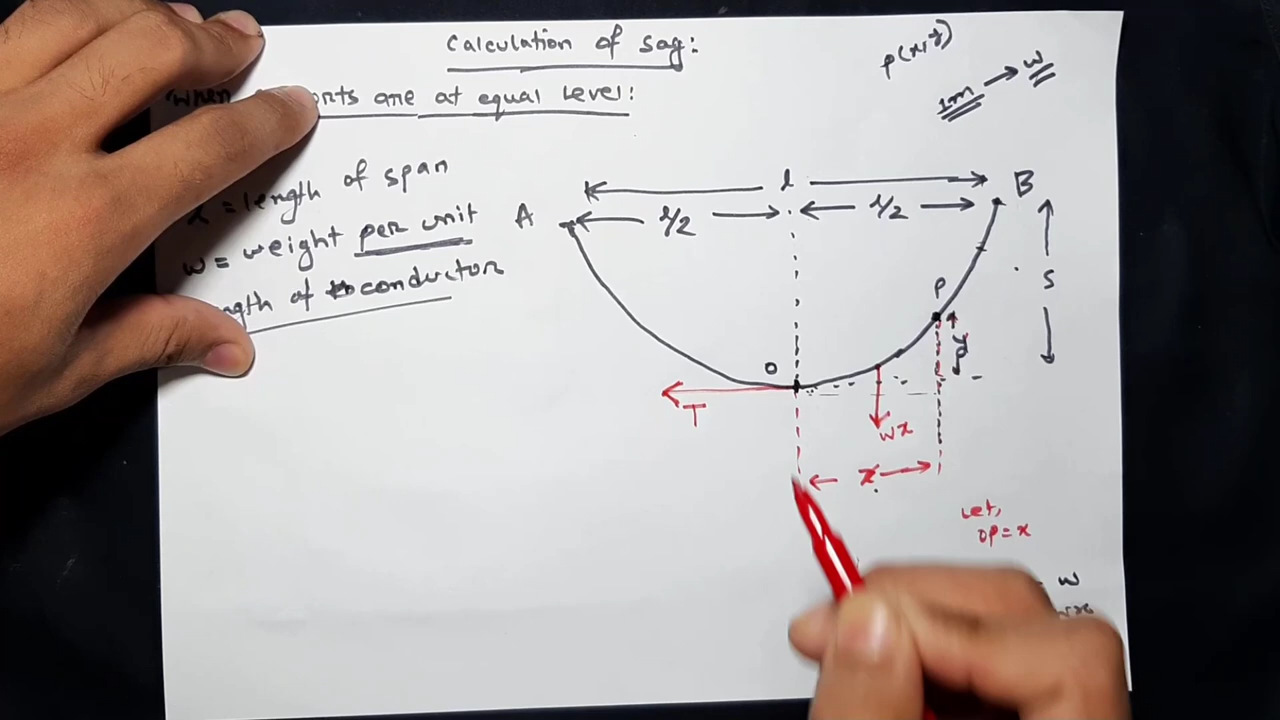 Calculation of sag:
P(x,y)
1m → w
are at equal Level:
l = length of span
w = weight per unit
of conductor
l
A
B
l/2
l/2
S
P
y
O
T
wx
x
Let,
OP = x
w